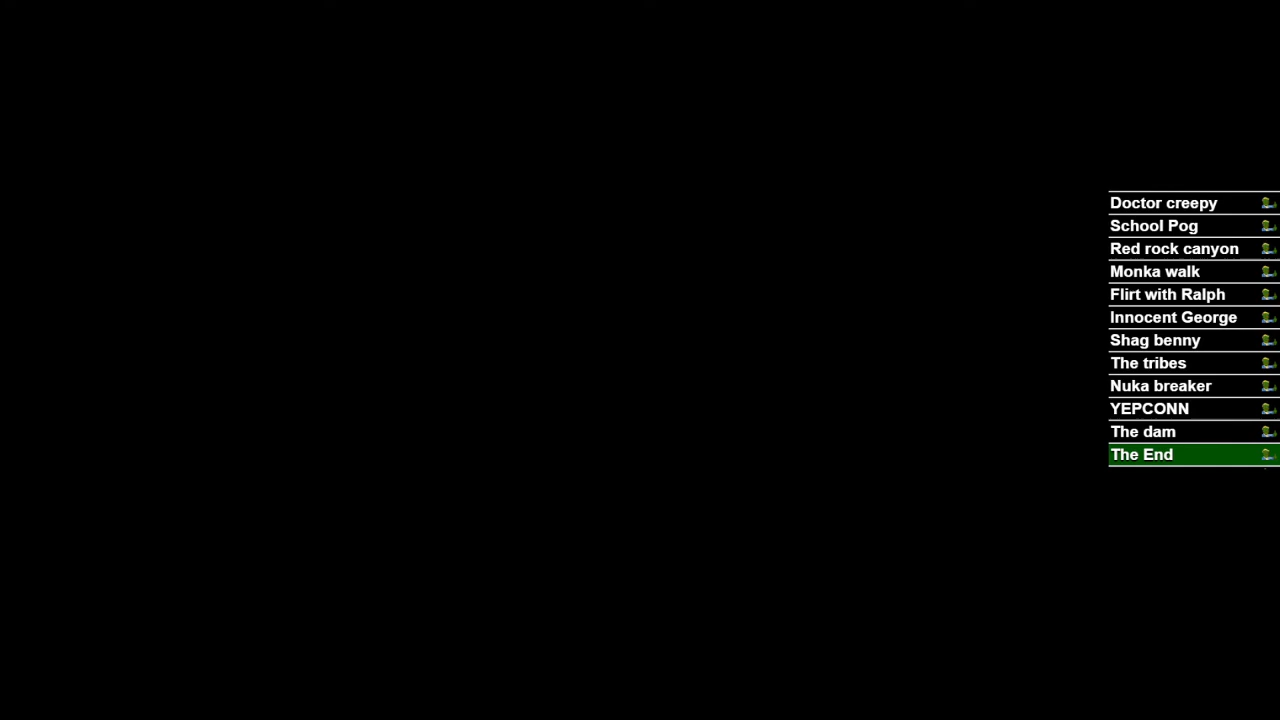 Doctor creepy
School Pog
Red rock canyon
Monka walk
Flirt with Ralph
Innocent George
Shag benny
The tribes
Nuka breaker
YEPCONN
The dam
The End